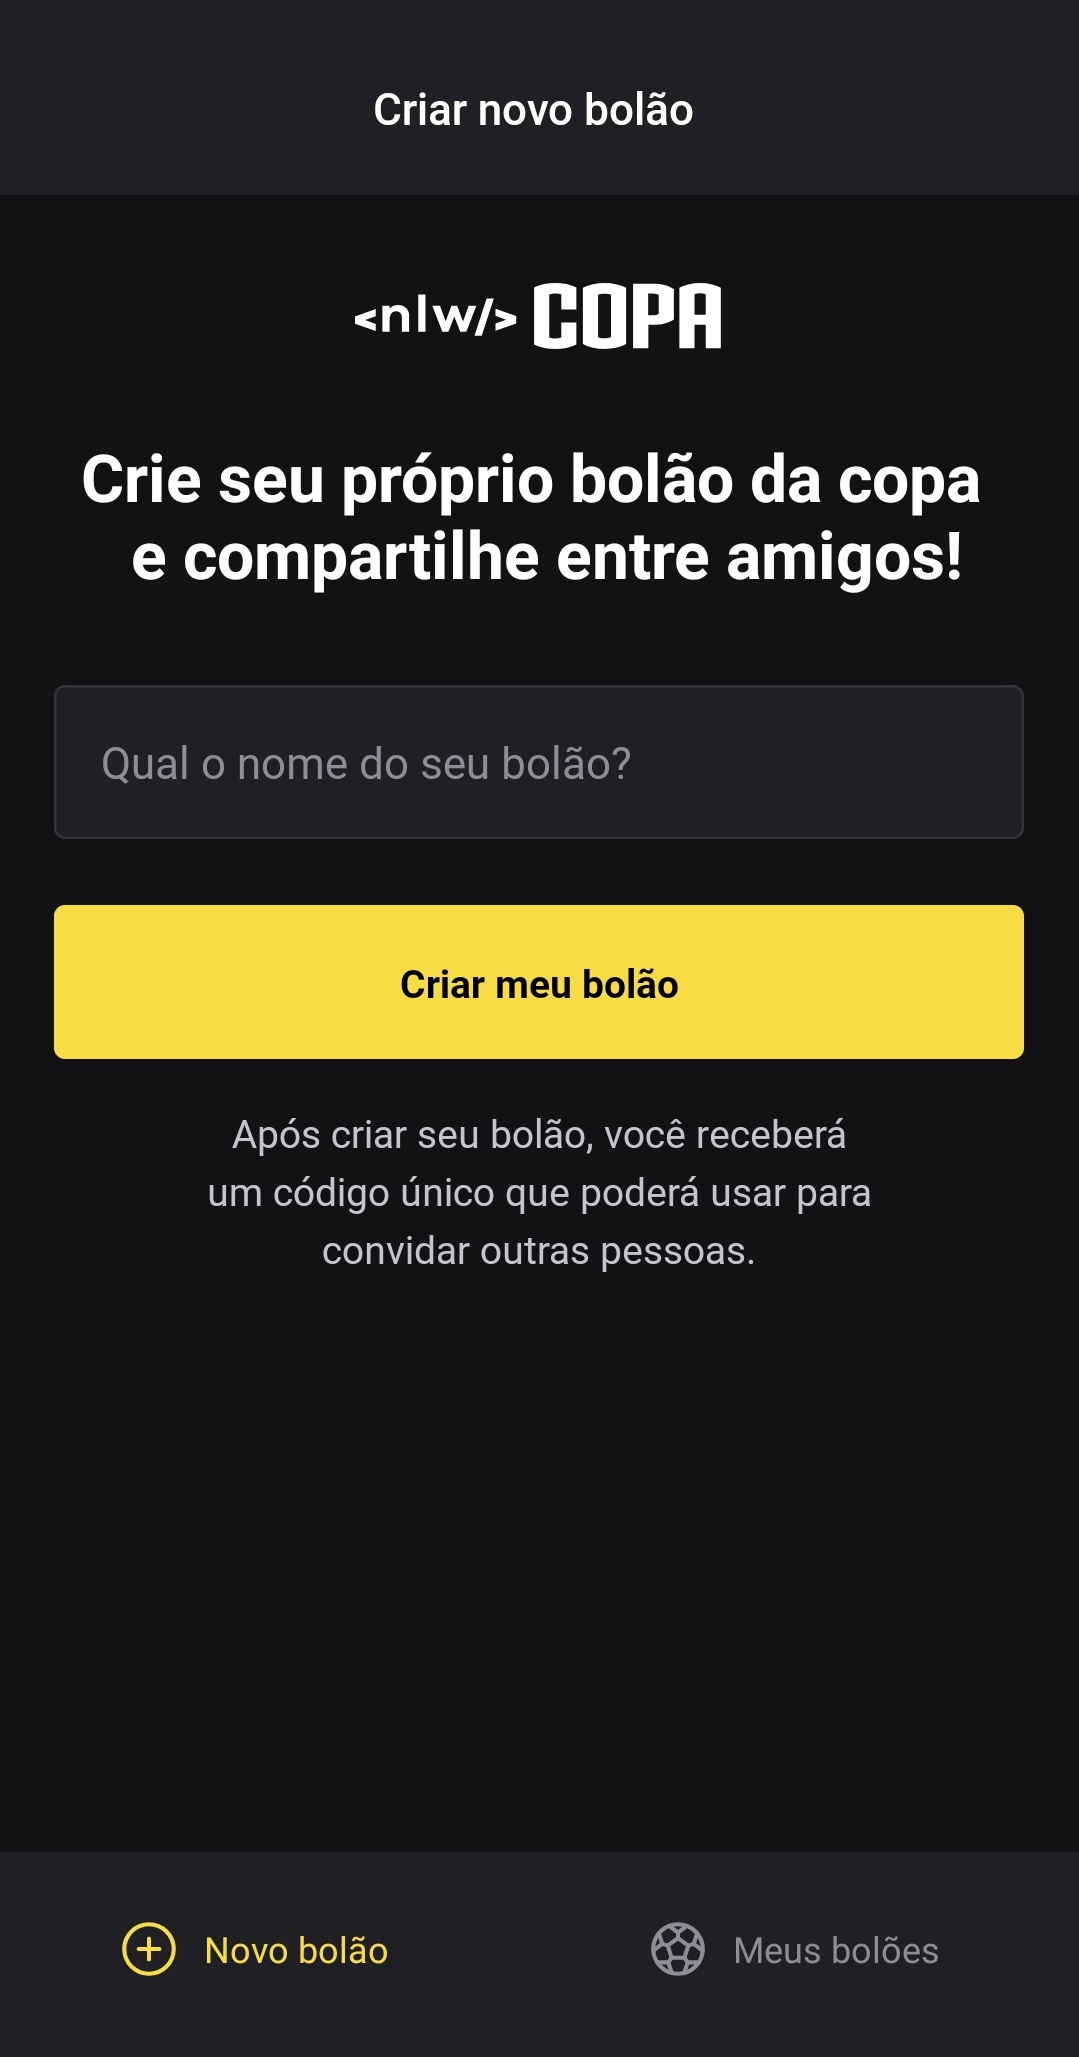 Criar novo bolão
<nlw/> COPA
Crie seu próprio bolão da copa
e compartilhe entre amigos!
Qual o nome do seu bolão?
Criar meu bolão
Após criar seu bolão, você receberá
um código único que poderá usar para
convidar outras pessoas.
Novo bolão
Meus bolões